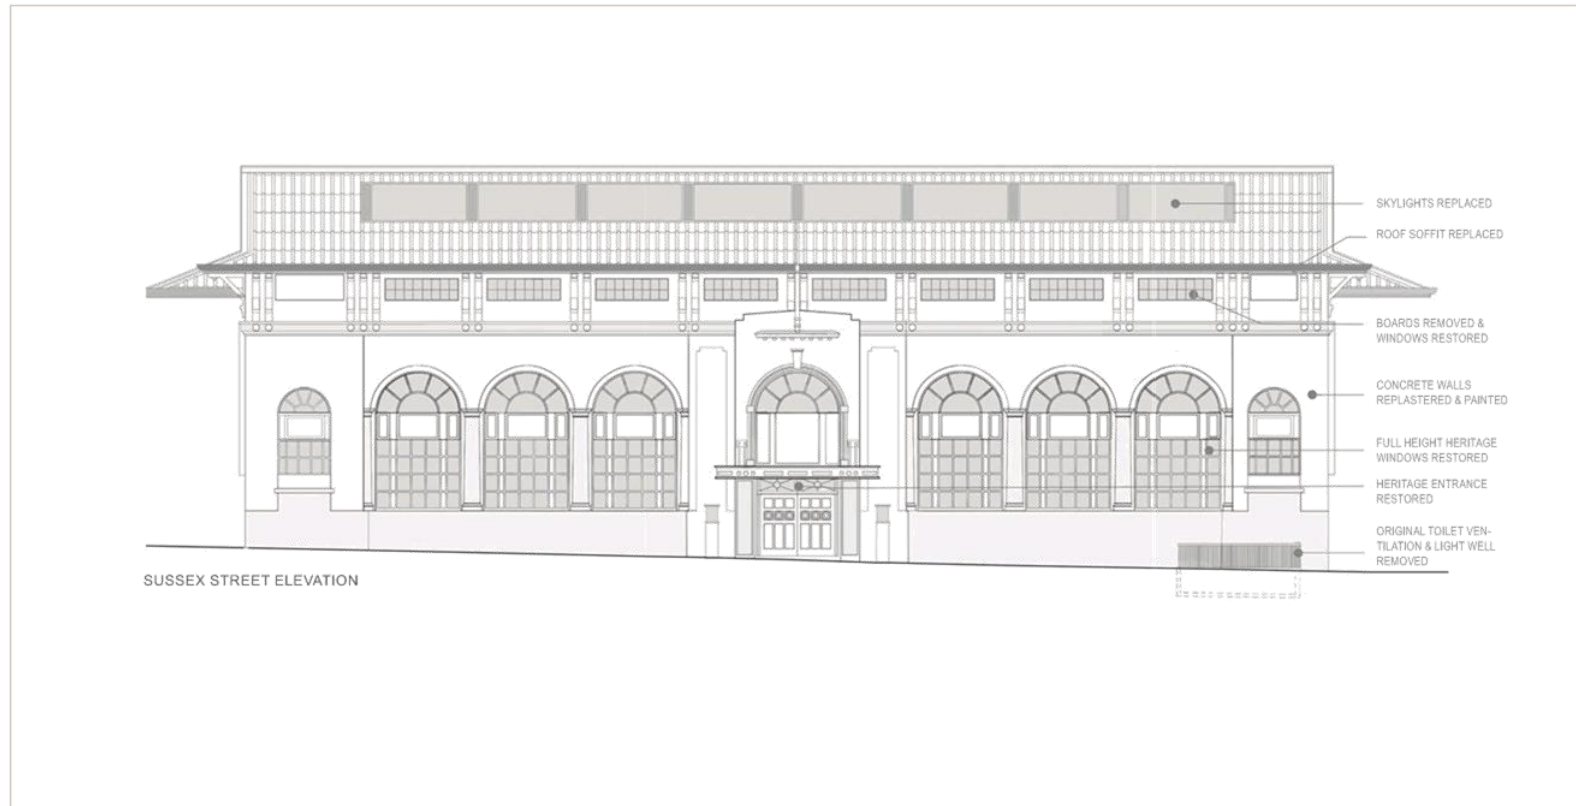 SKYLIGHTS REPLACED
ROOF SOFFIT REPLACED
BOARDS REMOVED &
WINDOWS RESTORED
CONCRETE WALLS
REPLASTERED & PAINTED
FULL HEIGHT HERITAGE
WINDOWS RESTORED
HERITAGE ENTRANCE
RESTORED
ORIGINAL TOILET VEN-
TILATION & LIGHT WELL
REMOVED
SUSSEX STREET ELEVATION